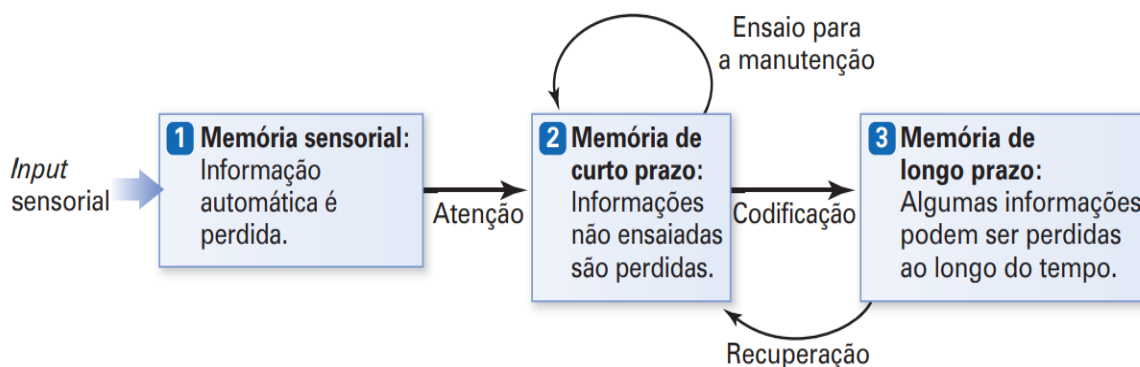 Input
sensorial
1 Memória sensorial:
Informação
automática é
perdida.
Atenção
Ensaio para
a manutenção
2 Memória de
curto prazo:
Informações
não ensaiadas
são perdidas.
Codificação
3 Memória de
longo prazo:
Algumas informações
podem ser perdidas
ao longo do tempo.
Recuperação